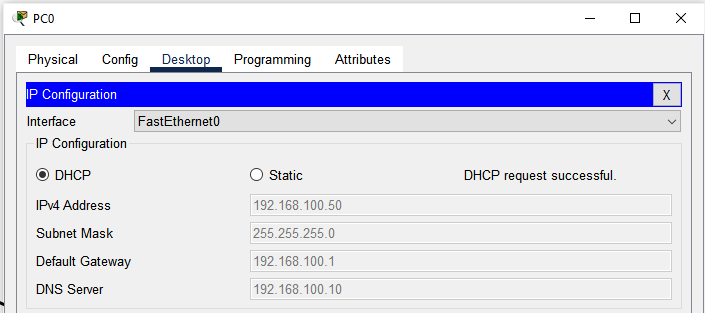 PC0
Physical Config Desktop Programming Attributes
IP Configuration X
Interface FastEthernet0
IP Configuration
DHCP Static DHCP request successful.
IPv4 Address 192.168.100.50
Subnet Mask 255.255.255.0
Default Gateway 192.168.100.1
DNS Server 192.168.100.10